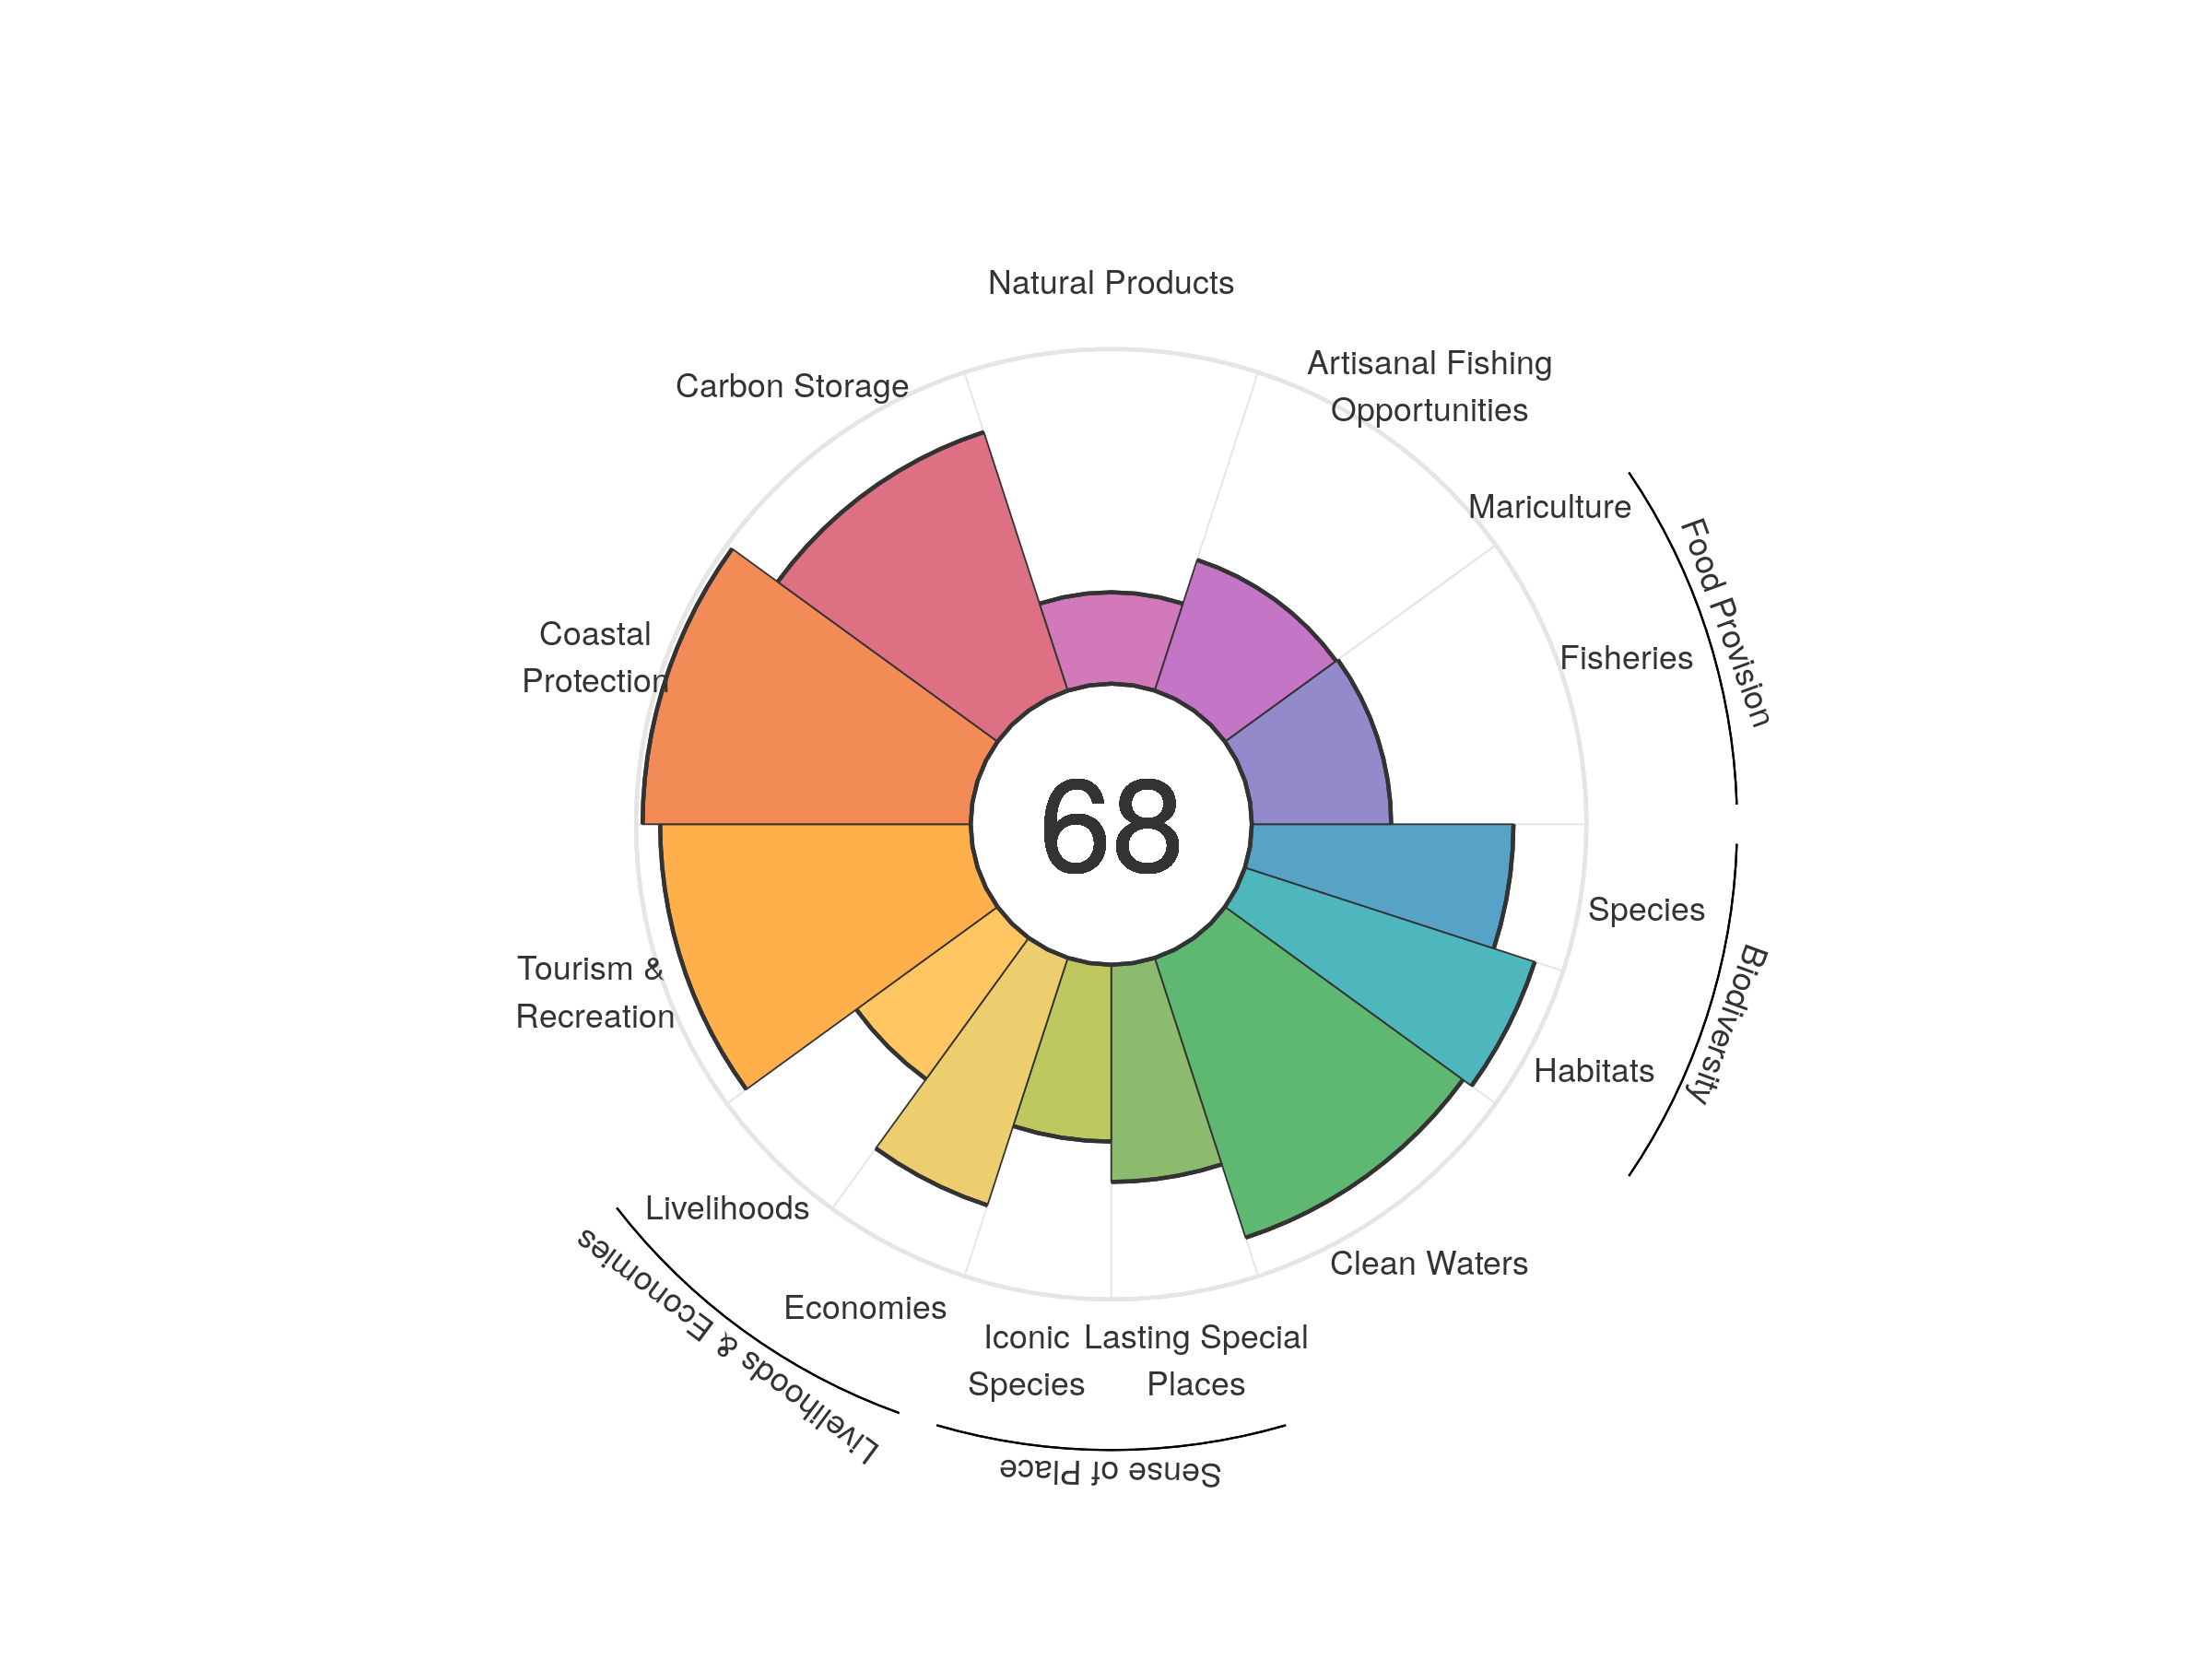 Natural Products
Artisanal Fishing
Opportunities
Carbon Storage
Mariculture
Food Provision
Fisheries
Coastal
Protection
68
Species
Biodiversity
Tourism &
Recreation
Habitats
Livelihoods
Livelihoods & Economies
Clean Waters
Economies
Iconic
Species
Lasting Special
Places
Sense of Place